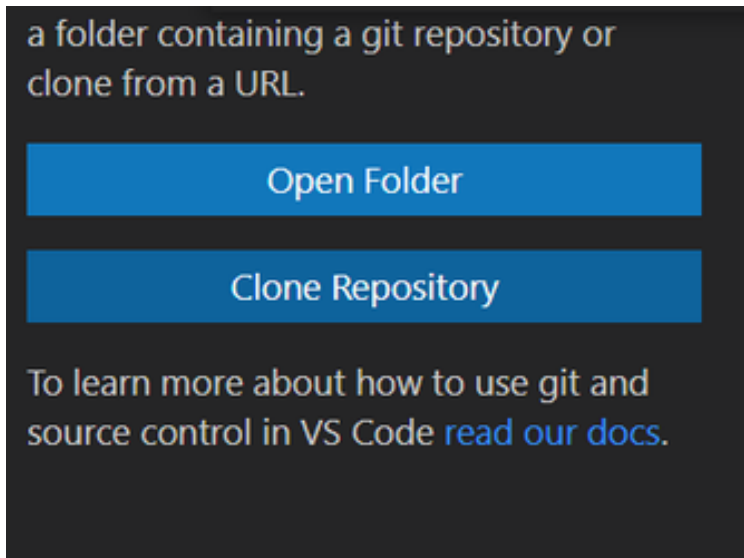 a folder containing a git repository or
clone from a URL.
Open Folder
Clone Repository
To learn more about how to use git and
source control in VS Code read our docs.